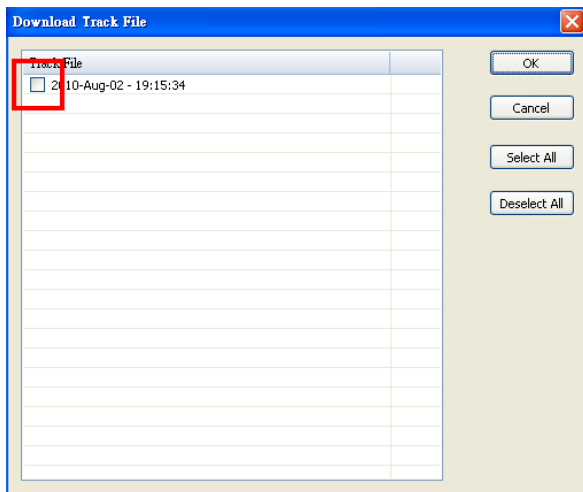 Download Track File
Track File
2010-Aug-02 - 19:15:34
OK
Cancel
Select All
Deselect All